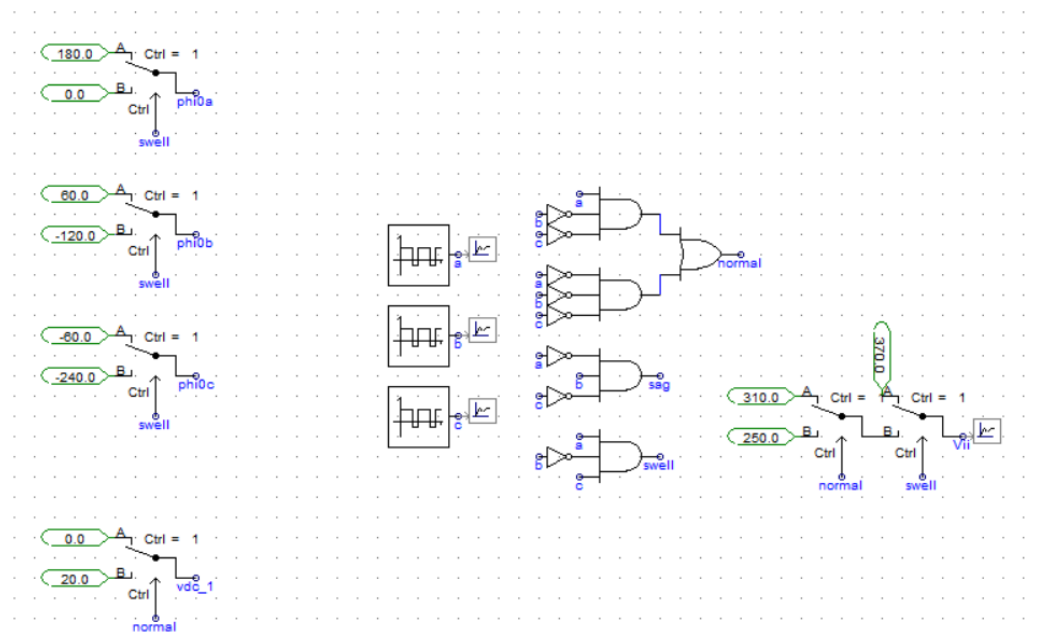 180.0 A Ctrl = 1
0.0 B
Ctrl phi0a
swell
60.0 A Ctrl = 1
-120.0 B
Ctrl phi0b
swell
-60.0 A Ctrl = 1
-240.0 B
Ctrl phi0c
swell
0.0 A Ctrl = 1
20.0 B
Ctrl vdc_1
normal
a
b
c
a
b
c
normal
a
b
c
a
b
c
sag
a
b
c
swell
370.0
310.0 A Ctrl = 1 A Ctrl = 1
250.0 B B
Ctrl Ctrl Vii
normal swell